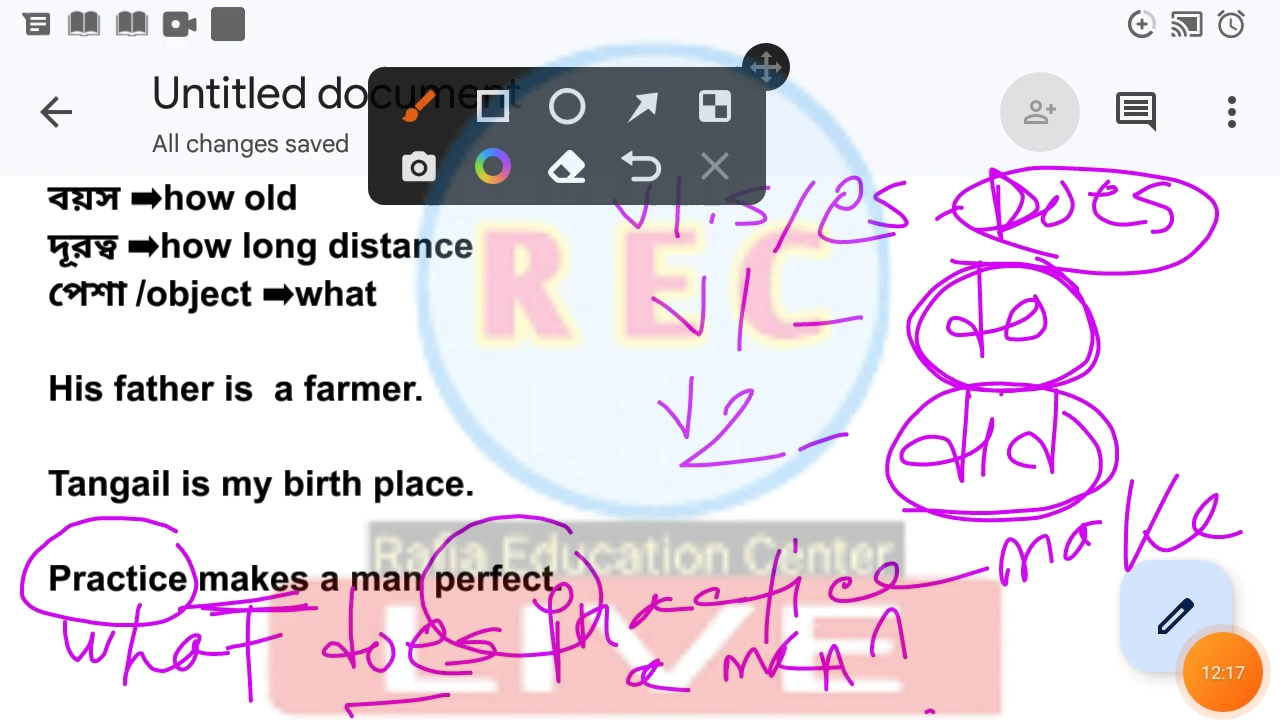 Untitled document
All changes saved
বয়স ➡how old
V1.s/es - Does
দূরত্ব ➡how long distance
পেশা /object ➡what
V1 -
REC
His father is a farmer.
V2 -
Tangail is my birth place.
Rafia Education Center
Practice makes a man perfect.
LIVE
what does practice make
a man?
12:17